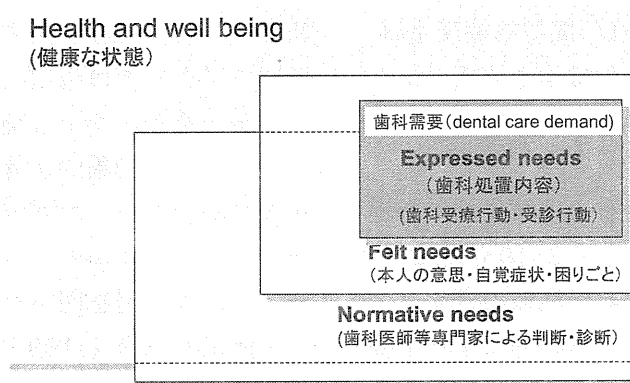 Health and well being
(健康な状態)
歯科需要(dental care demand)
Expressed needs
(歯科処置内容)
(歯科受療行動・受診行動)
Felt needs
(本人の意思・自覚症状・困りごと)
Normative needs
(歯科医師等専門家による判断・診断)